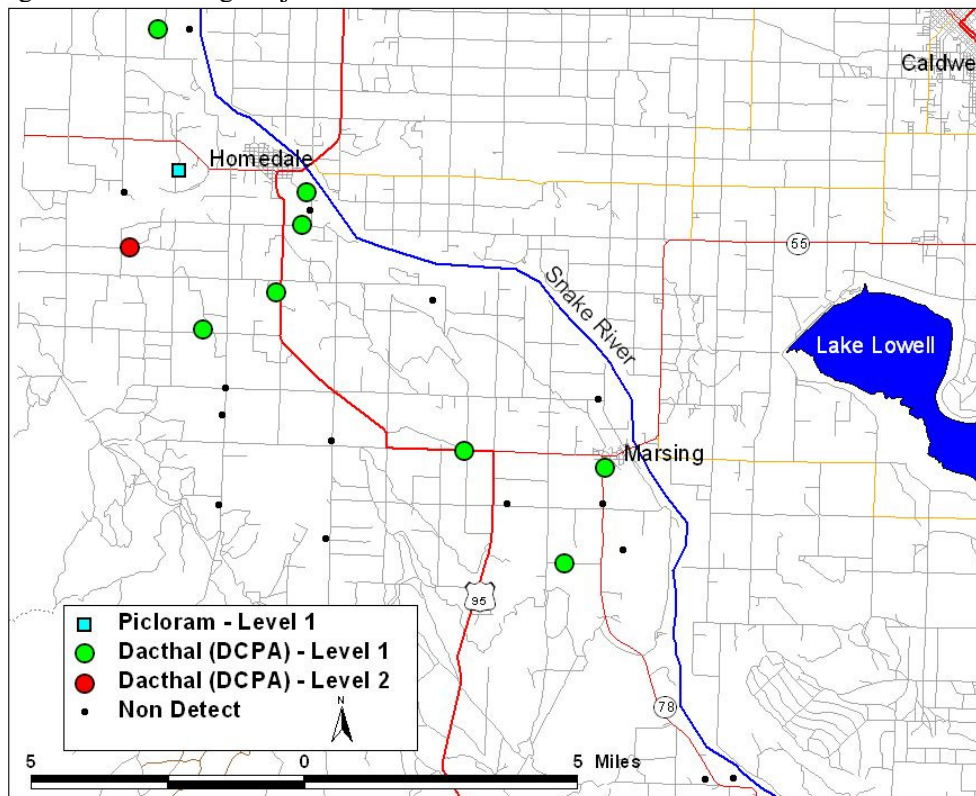 Caldwe
Homedale
55
Snake River
Lake Lowell
Marsing
95
Picloram - Level 1
Dacthal (DCPA) - Level 1
Dacthal (DCPA) - Level 2
Non Detect
N
78
5 0 5 Miles